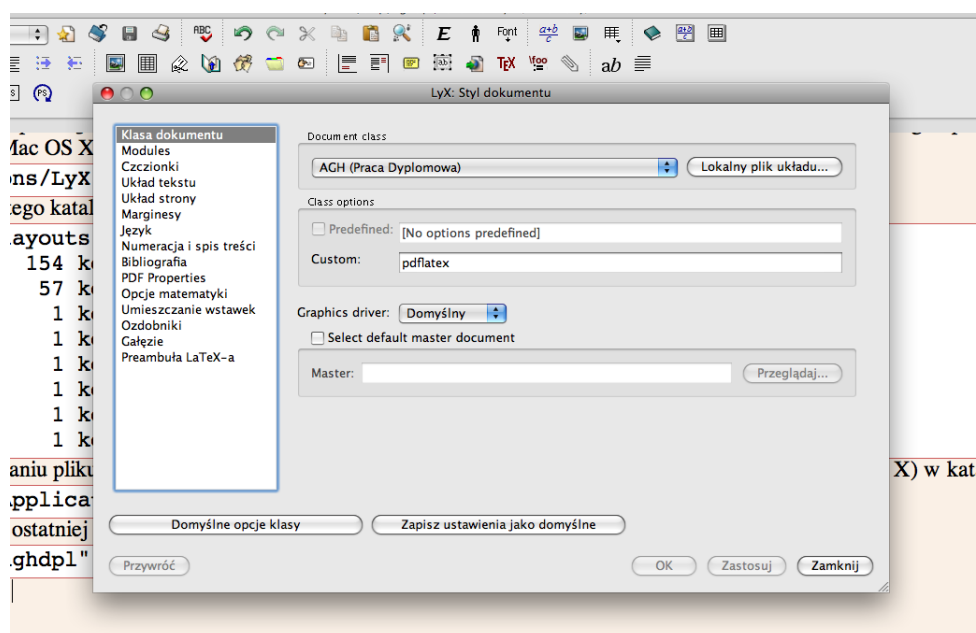 ABC
E
Font
a+b
TEX
ab
PS
LyX: Styl dokumentu
Mac OS X
ons/LyX
tego katal
ayouts
154 k
57 k
1 k
1 k
1 k
1 k
1 k
1 k
aniu pliku
X) w kat
pplica
ostatniej
ghdpl"
Klasa dokumentu
Modules
Czcionki
Układ tekstu
Układ strony
Marginesy
Język
Numeracja i spis treści
Bibliografia
PDF Properties
Opcje matematyki
Umieszczanie wstawek
Ozdobniki
Gałęzie
Preambuła LaTeX-a
Document class
AGH (Praca Dyplomowa)
Lokalny plik układu...
Class options
Predefined: [No options predefined]
Custom: pdflatex
Graphics driver: Domyślny
Select default master document
Master:
Przeglądaj...
Domyślne opcje klasy
Zapisz ustawienia jako domyślne
Przywróć
OK
Zastosuj
Zamknij